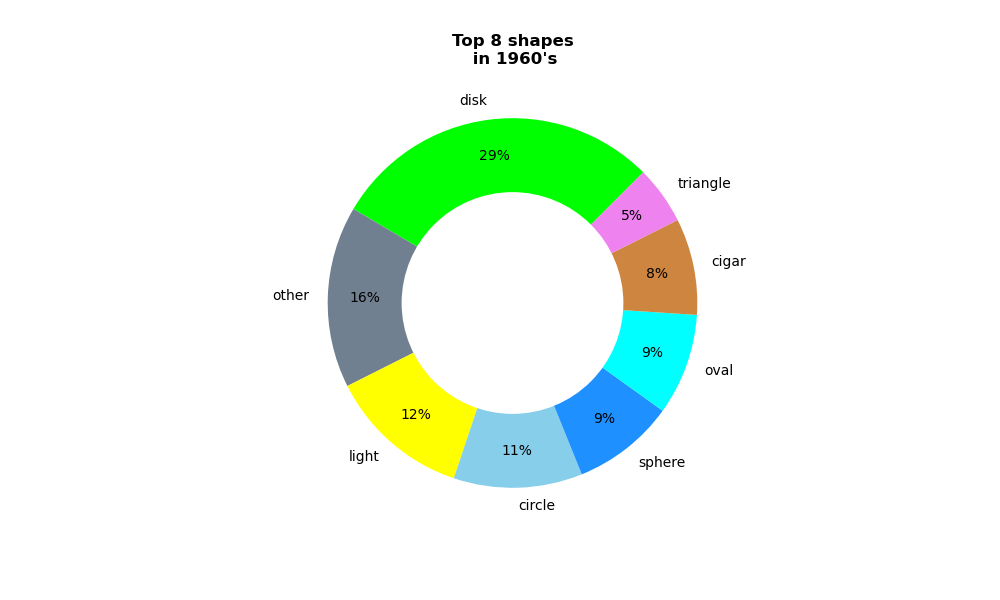 Top 8 shapes
in 1960's
disk
29%
triangle
5%
cigar
8%
other
16%
oval
9%
light
12%
circle
11%
sphere
9%